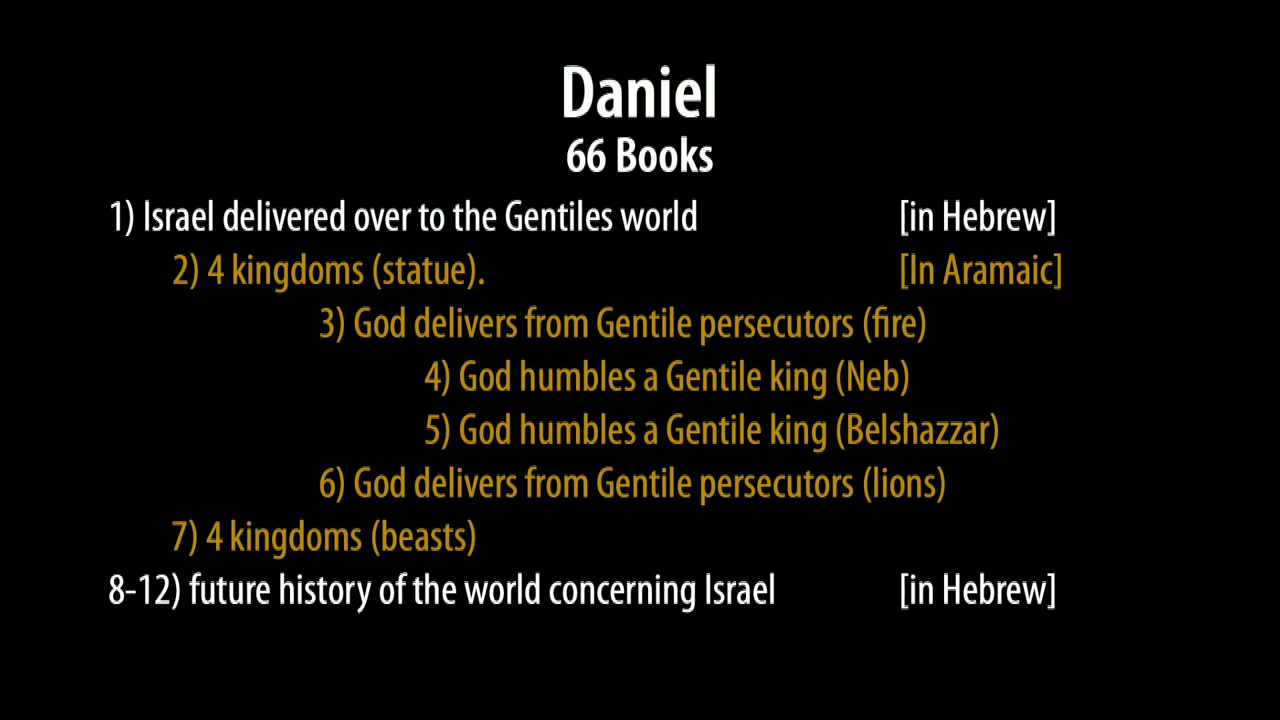 Daniel
66 Books
1) Israel delivered over to the Gentiles world [in Hebrew]
2) 4 kingdoms (statue). [In Aramaic]
3) God delivers from Gentile persecutors (fire)
4) God humbles a Gentile king (Neb)
5) God humbles a Gentile king (Belshazzar)
6) God delivers from Gentile persecutors (lions)
7) 4 kingdoms (beasts)
8-12) future history of the world concerning Israel [in Hebrew]